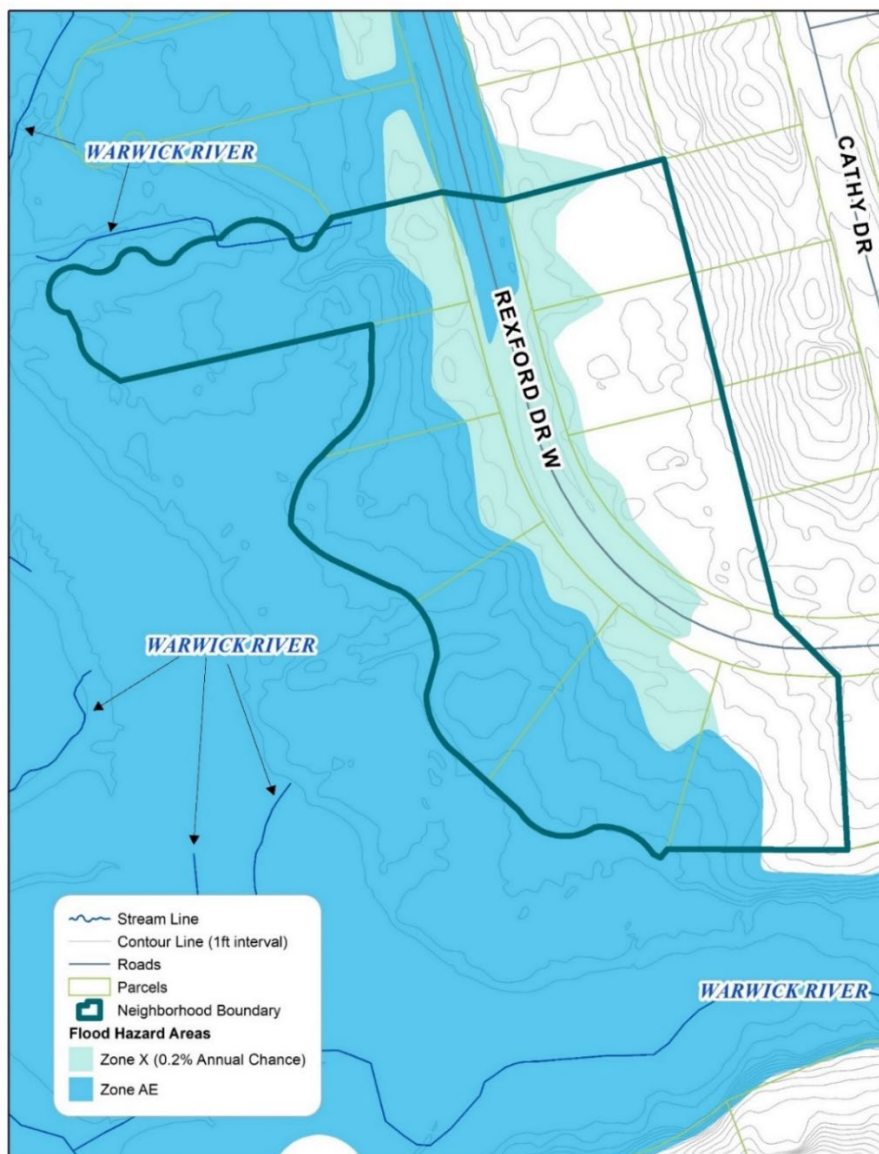 WARWICK RIVER
CATHY DR
REXFORD DR W
WARWICK RIVER
WARWICK RIVER
Stream Line
Contour Line (1ft interval)
Roads
Parcels
Neighborhood Boundary
Flood Hazard Areas
Zone X (0.2% Annual Chance)
Zone AE